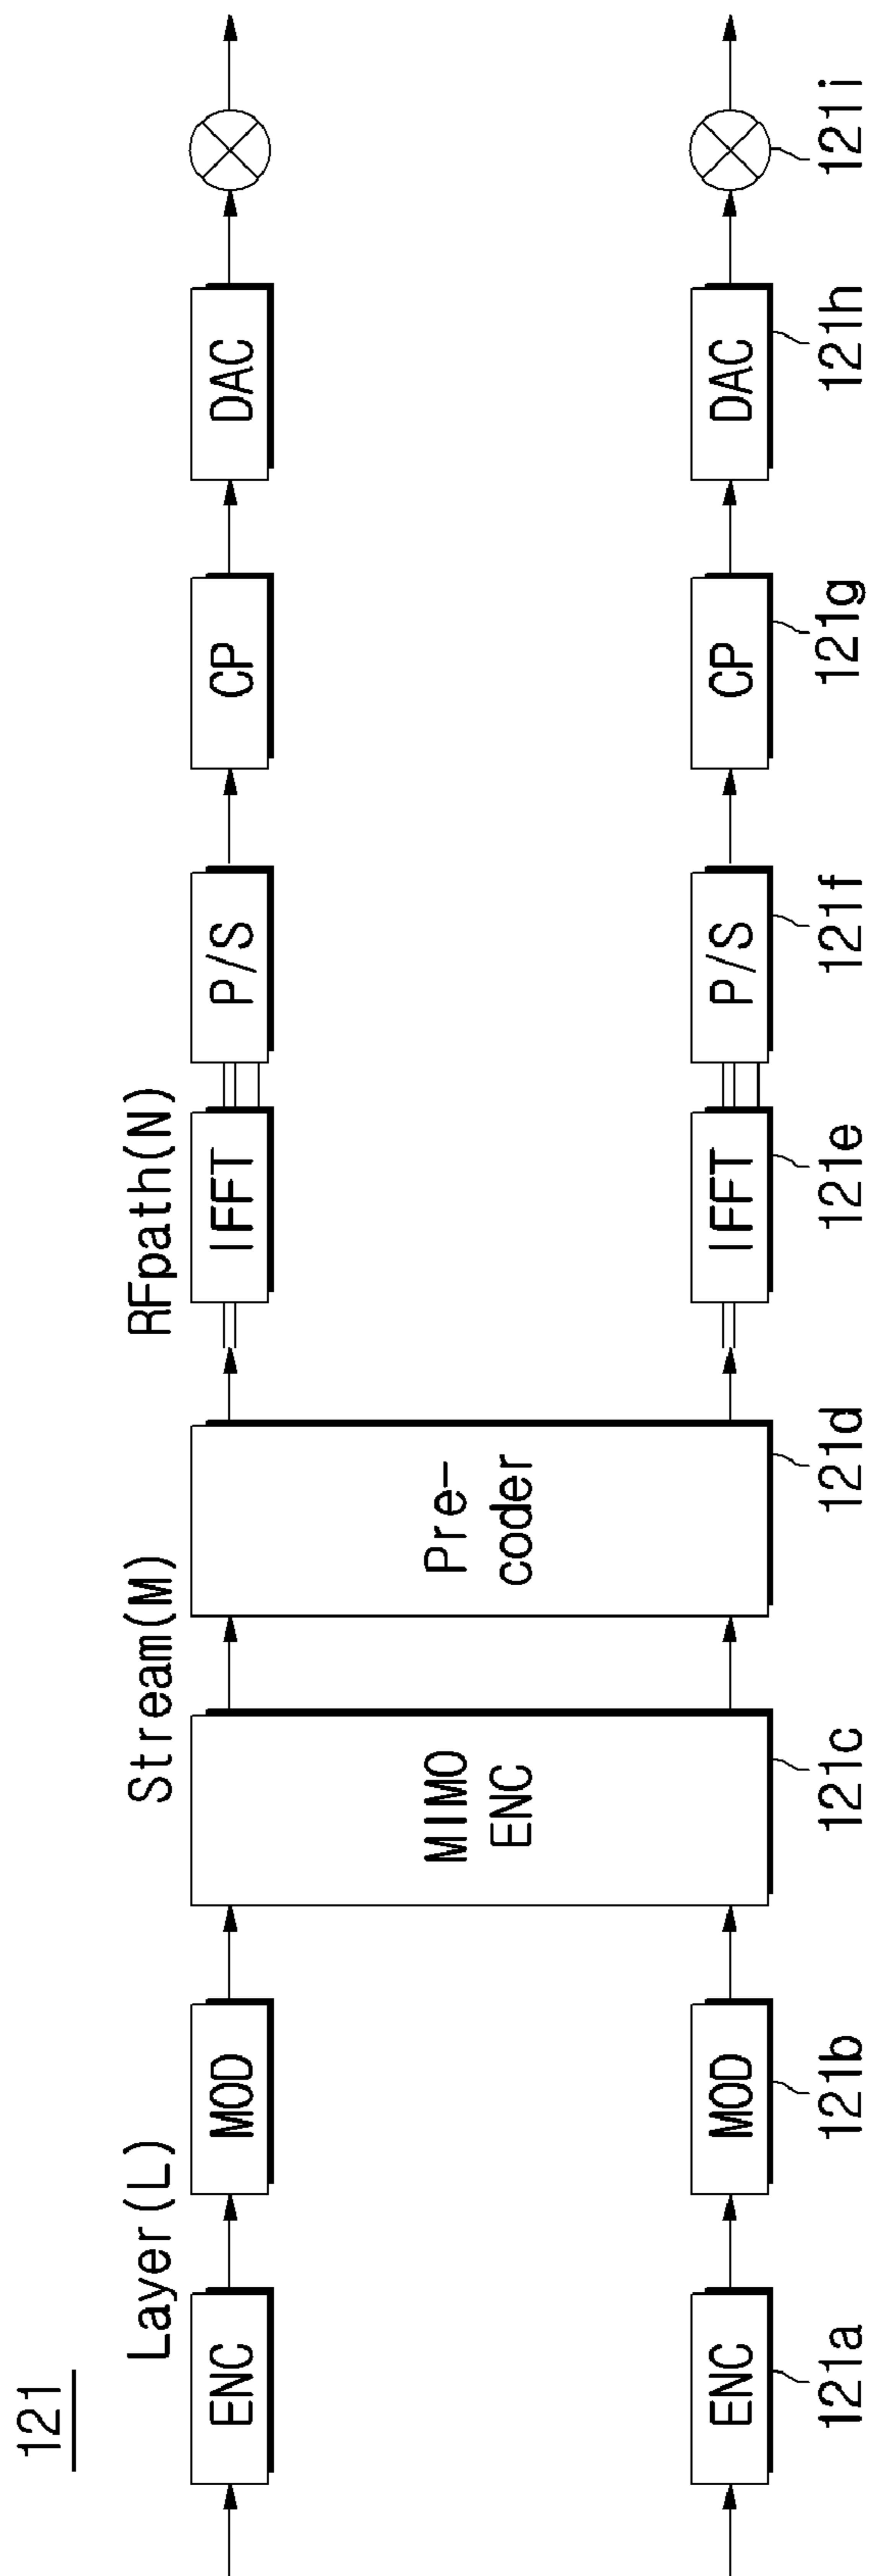 121
Layer(L)
Stream(M)
RFpath(N)
ENC
MOD
MIMO
ENC
Pre-
coder
IFFT
P/S
CP
DAC
ENC
MOD
IFFT
P/S
CP
DAC
121a
121b
121c
121d
121e
121f
121g
121h
121i